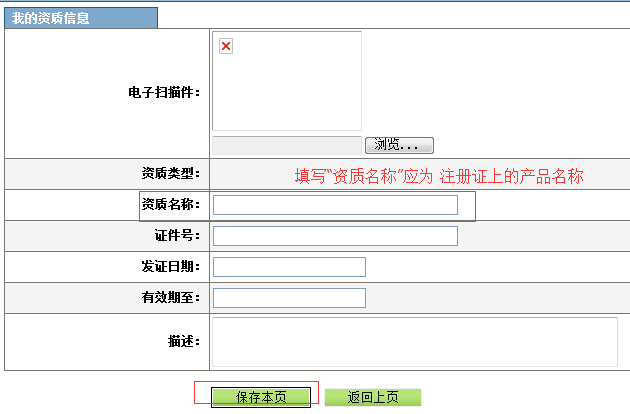 我的资质信息
电子扫描件：
浏览...
资质类型：
填写“资质名称”应为 注册证上的产品名称
资质名称：
证件号：
发证日期：
有效期至：
描述：
保存本页 返回上页